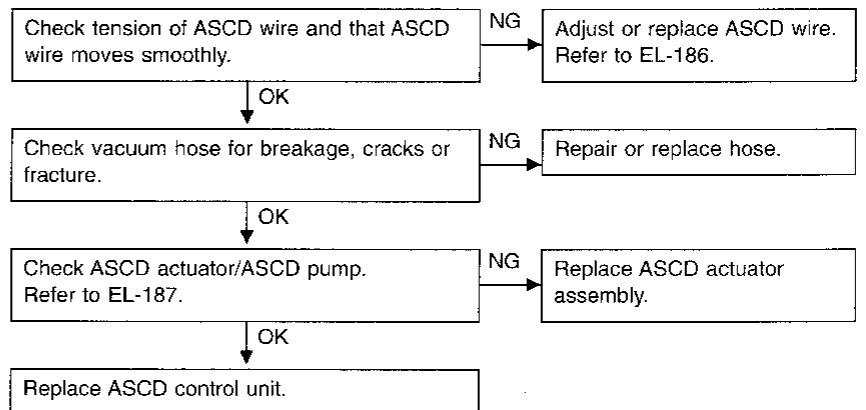 Check tension of ASCD wire and that ASCD
wire moves smoothly.
NG
Adjust or replace ASCD wire.
Refer to EL-186.
OK
Check vacuum hose for breakage, cracks or
fracture.
NG
Repair or replace hose.
OK
Check ASCD actuator/ASCD pump.
Refer to EL-187.
NG
Replace ASCD actuator
assembly.
OK
Replace ASCD control unit.